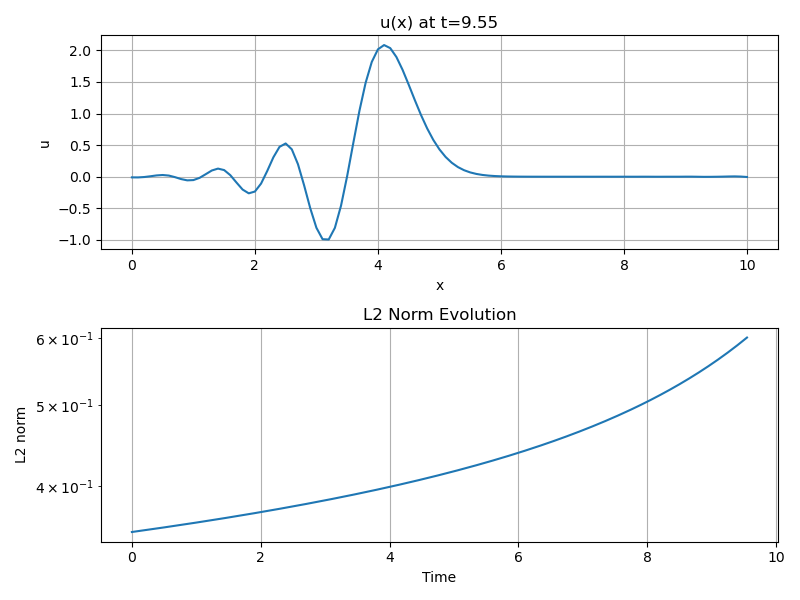 u(x) at t=9.55
2.0
1.5
1.0
0.5
0.0
−0.5
−1.0
u
0 2 4 6 8 10
x
L2 Norm Evolution
6 × 10⁻¹
5 × 10⁻¹
4 × 10⁻¹
L2 norm
0 2 4 6 8 10
Time